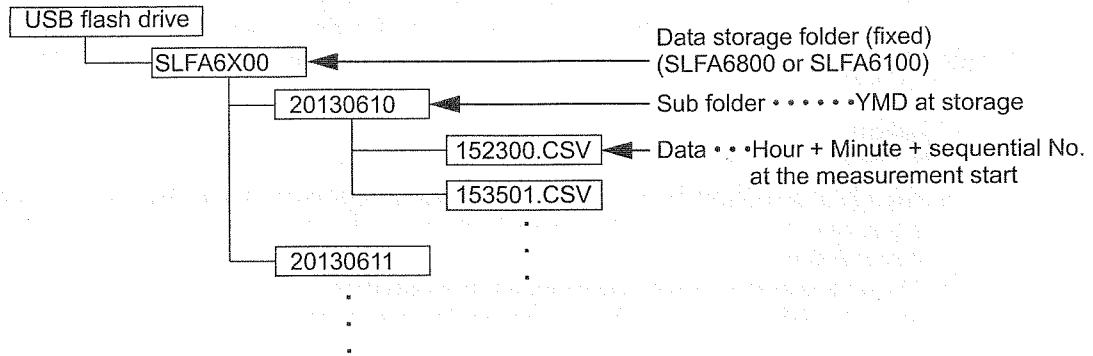 USB flash drive
SLFA6X00
Data storage folder (fixed)
(SLFA6800 or SLFA6100)
20130610
Sub folder ・・・・・・YMD at storage
152300.CSV
Data ・・・Hour + Minute + sequential No.
at the measurement start
153501.CSV
20130611